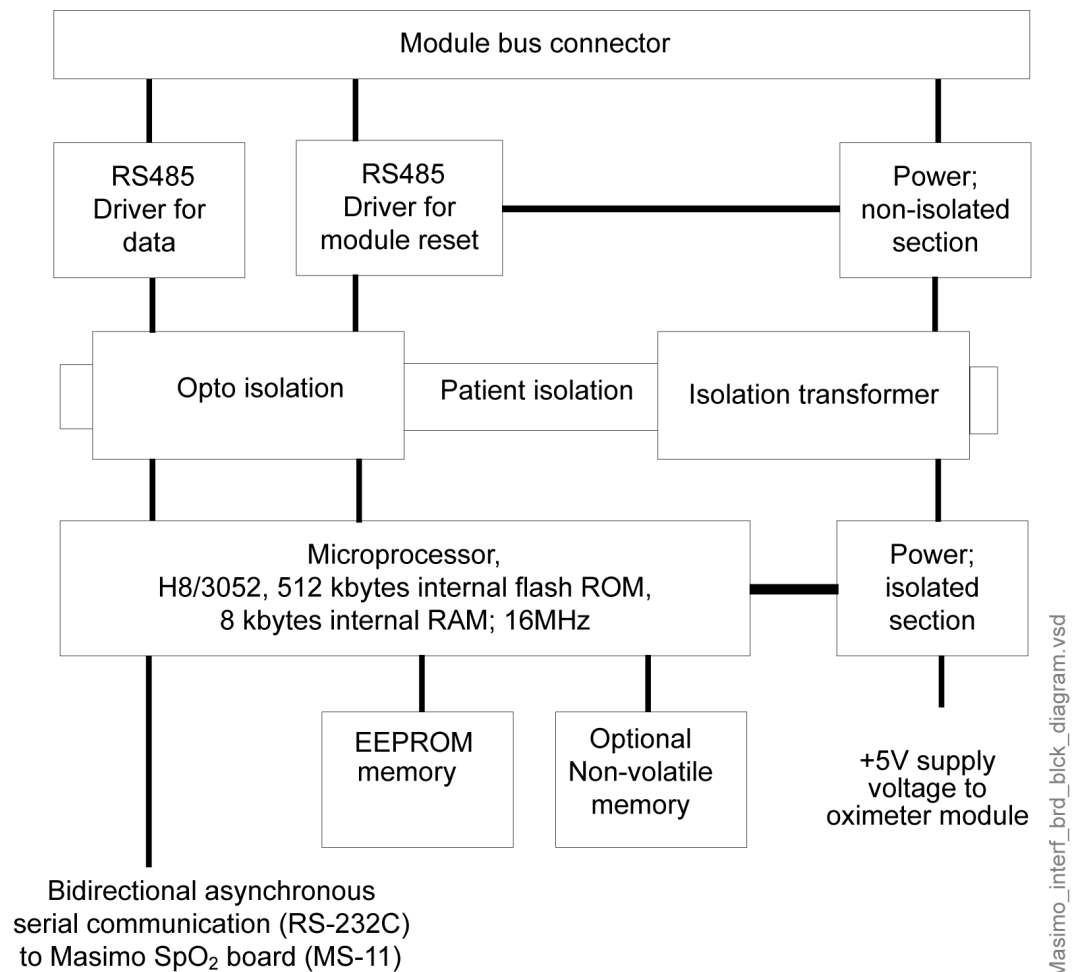 Module bus connector
RS485
Driver for
data
RS485
Driver for
module reset
Power;
non-isolated
section
Opto isolation
Patient isolation
Isolation transformer
Microprocessor,
H8/3052, 512 kbytes internal flash ROM,
8 kbytes internal RAM; 16MHz
Power;
isolated
section
EEPROM
memory
Optional
Non-volatile
memory
+5V supply
voltage to
oximeter module
Bidirectional asynchronous
serial communication (RS-232C)
to Masimo SpO₂ board (MS-11)
Masimo_interf_brd_blck_diagram.vsd